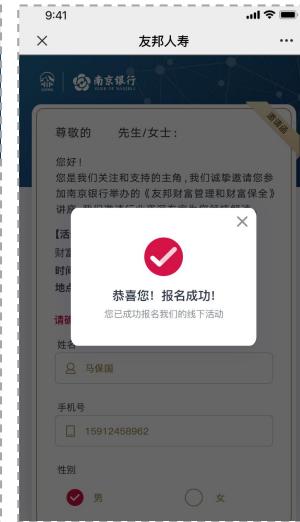 9:41
友邦人寿
南京银行
BANK OF NANJING
邀请函
尊敬的 先生/女士：
您好！
您是我们关注和支持的主角，我们诚挚邀请您参
加南京银行举办的《友邦财富管理和财富保全》
讲座
【活
财富
恭喜您！报名成功！
时间
您已成功报名我们的线下活动
地点
姓名
马保国
手机号
15912458962
性别
男
女